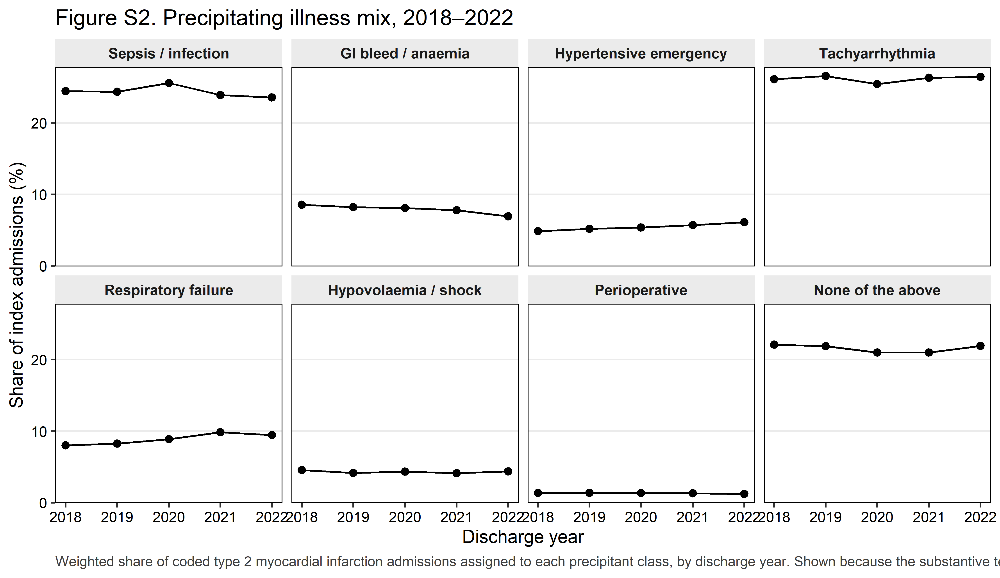 Figure S2. Precipitating illness mix, 2018–2022
Sepsis / infection
GI bleed / anaemia
Hypertensive emergency
Tachyarrhythmia
20
10
0
Share of index admissions (%)
Respiratory failure
Hypovolaemia / shock
Perioperative
None of the above
20
10
0
2018 2019 2020 2021 2022
2018 2019 2020 2021 2022
2018 2019 2020 2021 2022
2018 2019 2020 2021 2022
Discharge year
Weighted share of coded type 2 myocardial infarction admissions assigned to each precipitant class, by discharge year. Shown because the substantive